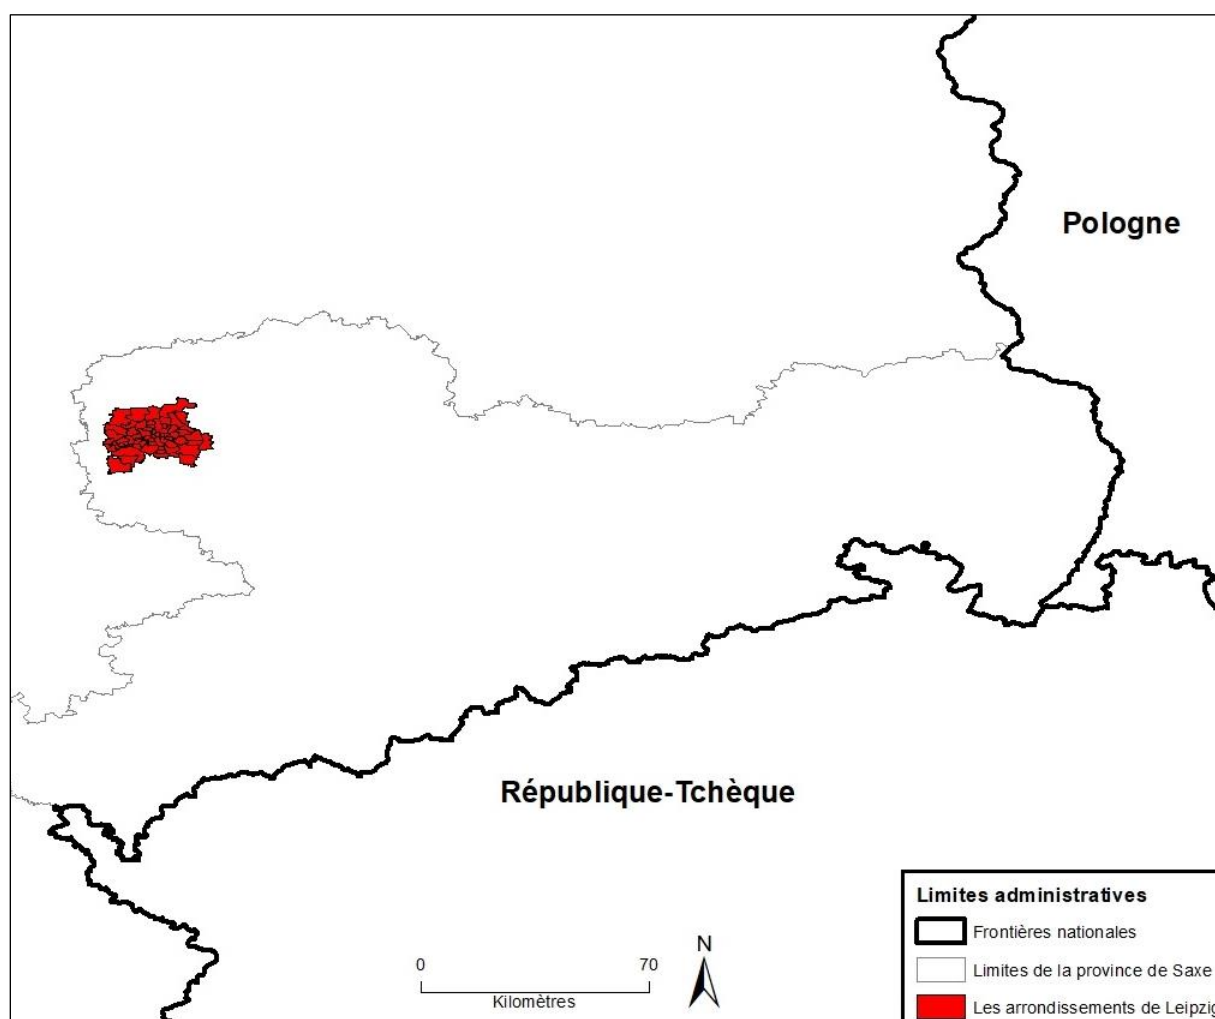 Pologne
République-Tchèque
0 70
Kilomètres
N
Limites administratives
Frontières nationales
Limites de la province de Saxe
Les arrondissements de Leipzig